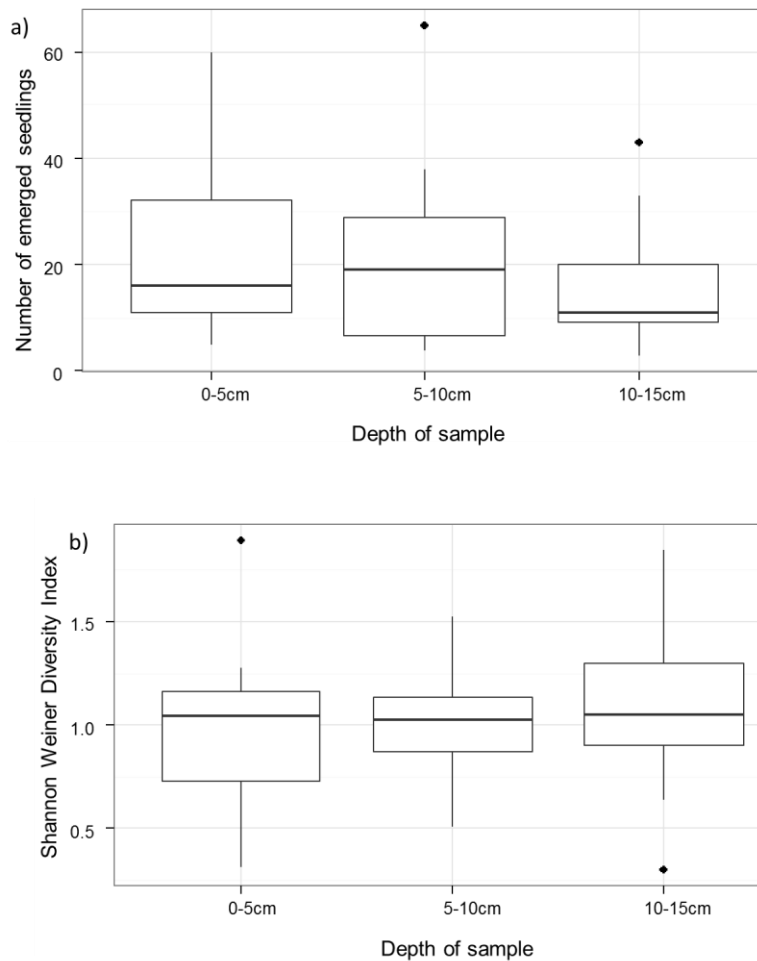 a)
Number of emerged seedlings
60
40
20
0
0-5cm 5-10cm 10-15cm
Depth of sample
b)
Shannon Weiner Diversity Index
1.5
1.0
0.5
0-5cm 5-10cm 10-15cm
Depth of sample